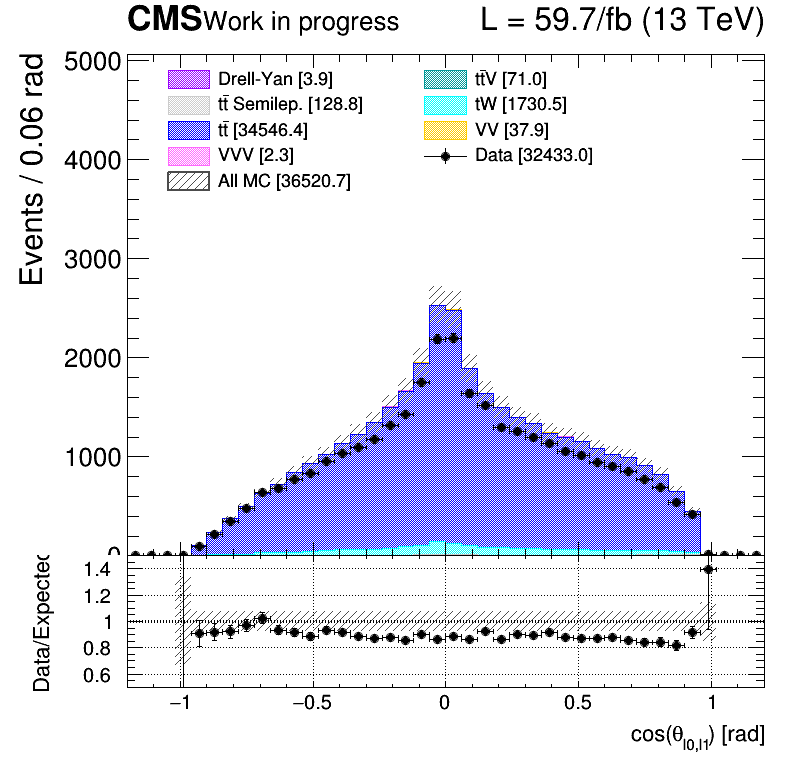 CMS Work in progress L = 59.7/fb (13 TeV)
Events / 0.06 rad
5000
4000
3000
2000
1000
0
Drell-Yan [3.9]
tt̄ Semilep. [128.8]
tt̄ [34546.4]
VVV [2.3]
All MC [36520.7]
tt̄V [71.0]
tW [1730.5]
VV [37.9]
Data [32433.0]
Data/Expected
1.4
1.2
1
0.8
0.6
−1 −0.5 0 0.5 1
cos(θl0,l1) [rad]